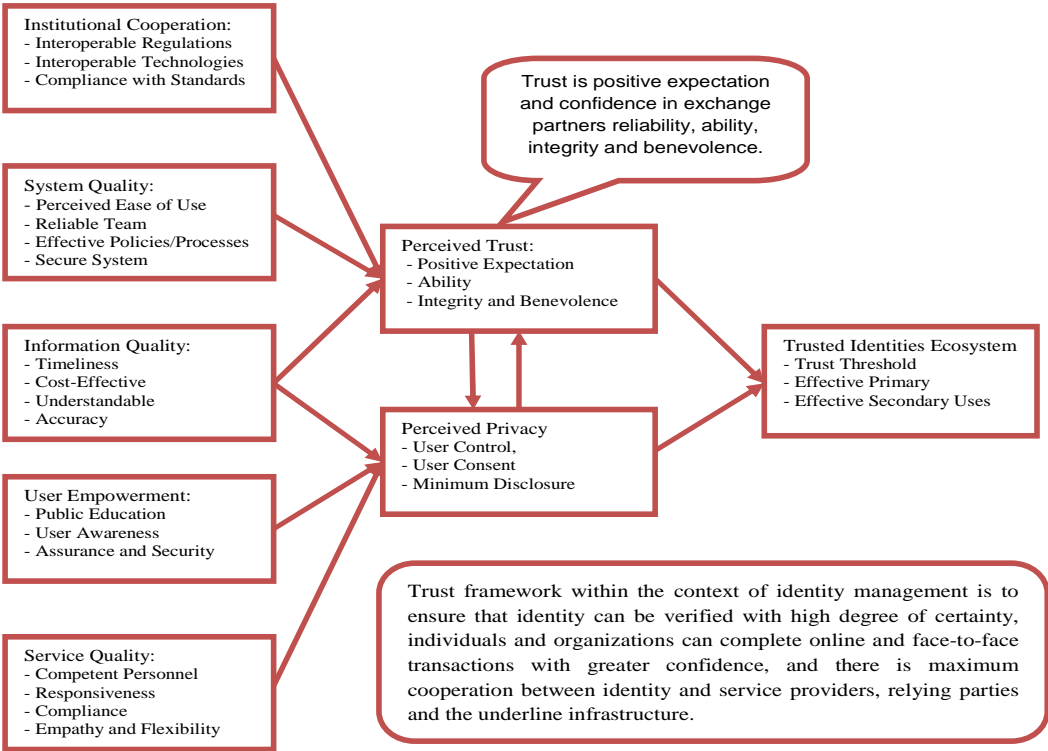 Institutional Cooperation:
- Interoperable Regulations
- Interoperable Technologies
- Compliance with Standards
Trust is positive expectation
and confidence in exchange
partners reliability, ability,
integrity and benevolence.
System Quality:
- Perceived Ease of Use
- Reliable Team
- Effective Policies/Processes
- Secure System
Perceived Trust:
- Positive Expectation
- Ability
- Integrity and Benevolence
Information Quality:
- Timeliness
- Cost-Effective
- Understandable
- Accuracy
Trusted Identities Ecosystem
- Trust Threshold
- Effective Primary
- Effective Secondary Uses
Perceived Privacy
- User Control,
- User Consent
- Minimum Disclosure
User Empowerment:
- Public Education
- User Awareness
- Assurance and Security
Trust framework within the context of identity management is to
ensure that identity can be verified with high degree of certainty,
individuals and organizations can complete online and face-to-face
transactions with greater confidence, and there is maximum
cooperation between identity and service providers, relying parties
and the underline infrastructure.
Service Quality:
- Competent Personnel
- Responsiveness
- Compliance
- Empathy and Flexibility